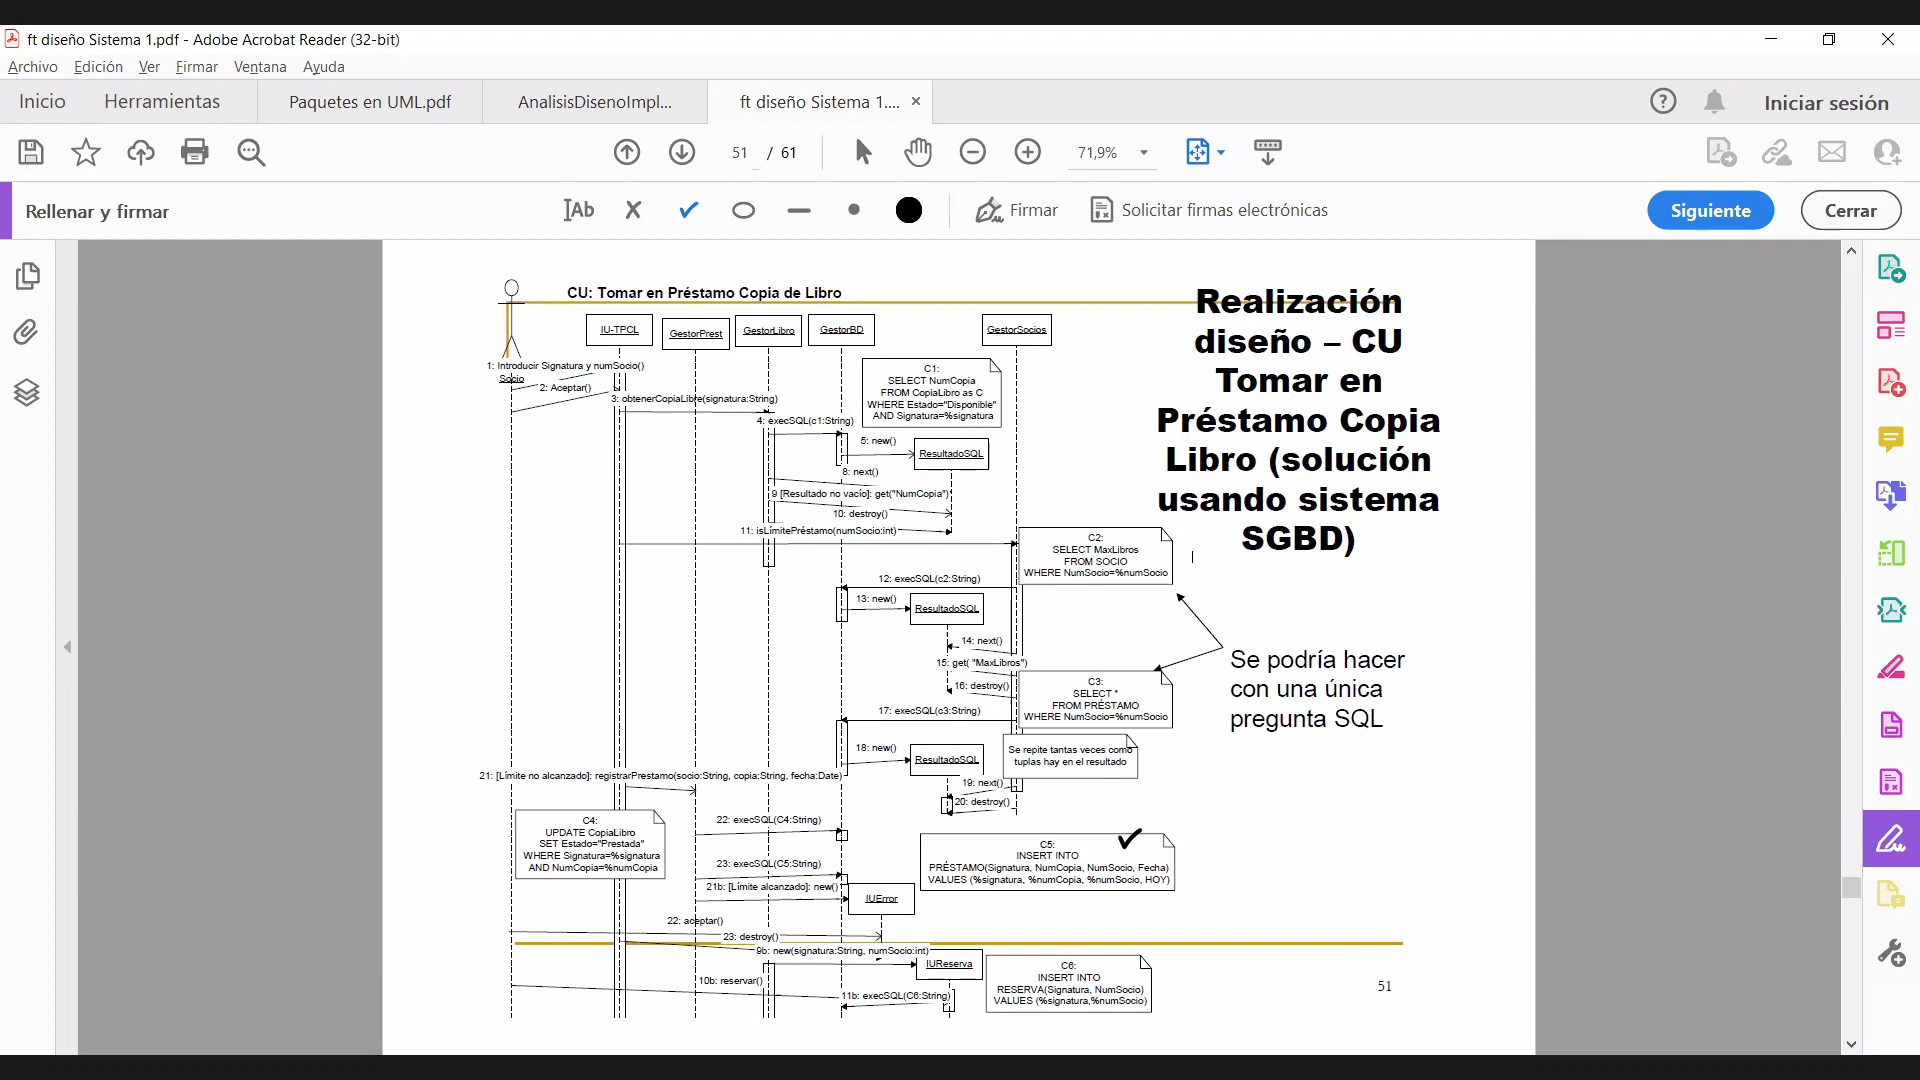 ft diseño Sistema 1.pdf - Adobe Acrobat Reader (32-bit)
Archivo Edición Ver Firmar Ventana Ayuda
Inicio Herramientas Paquetes en UML.pdf AnalisisDisenoImpl... ft diseño Sistema 1.... Iniciar sesión
51 / 61 71,9%
Rellenar y firmar Ab Firmar Solicitar firmas electrónicas Siguiente Cerrar
CU: Tomar en Préstamo Copia de Libro
Realización
diseño – CU
Tomar en
Préstamo Copia
Libro (solución
usando sistema
SGBD)
IU-TPCL GestorPrest GestorLibro GestorBD GestorSocios
1: Introducir Signatura y numSocio()
Socio
2: Aceptar()
3: obtenerCopiaLibre(signatura:String)
C1:
SELECT NumCopia
FROM CopiaLibro as C
WHERE Estado="Disponible"
AND Signatura=%signatura
4: execSQL(c1:String)
5: new()
ResultadoSQL
8: next()
9 [Resultado no vacío]: get("NumCopia")
10: destroy()
11: isLímitePréstamo(numSocio:int)
C2:
SELECT MaxLibros
FROM SOCIO
WHERE NumSocio=%numSocio
12: execSQL(c2:String)
13: new()
ResultadoSQL
14: next()
15: get( "MaxLibros")
16: destroy()
C3:
SELECT *
FROM PRÉSTAMO
WHERE NumSocio=%numSocio
Se podría hacer
con una única
pregunta SQL
17: execSQL(c3:String)
18: new()
ResultadoSQL
Se repite tantas veces como
tuplas hay en el resultado
19: next()
20: destroy()
21: [Límite no alcanzado]: registrarPrestamo(socio:String, copia:String, fecha:Date)
C4:
UPDATE CopiaLibro
SET Estado="Prestada"
WHERE Signatura=%signatura
AND NumCopia=%numCopia
22: execSQL(C4:String)
23: execSQL(C5:String)
C5:
INSERT INTO
PRÉSTAMO(Signatura, NumCopia, NumSocio, Fecha)
VALUES (%signatura, %numCopia, %numSocio, HOY)
21b: [Límite alcanzado]: new()
IUError
22: aceptar()
23: destroy()
9b: new(signatura:String, numSocio:int)
IUReserva
10b: reservar()
11b: execSQL(C6:String)
C6:
INSERT INTO
RESERVA(Signatura, NumSocio)
VALUES (%signatura,%numSocio)
51